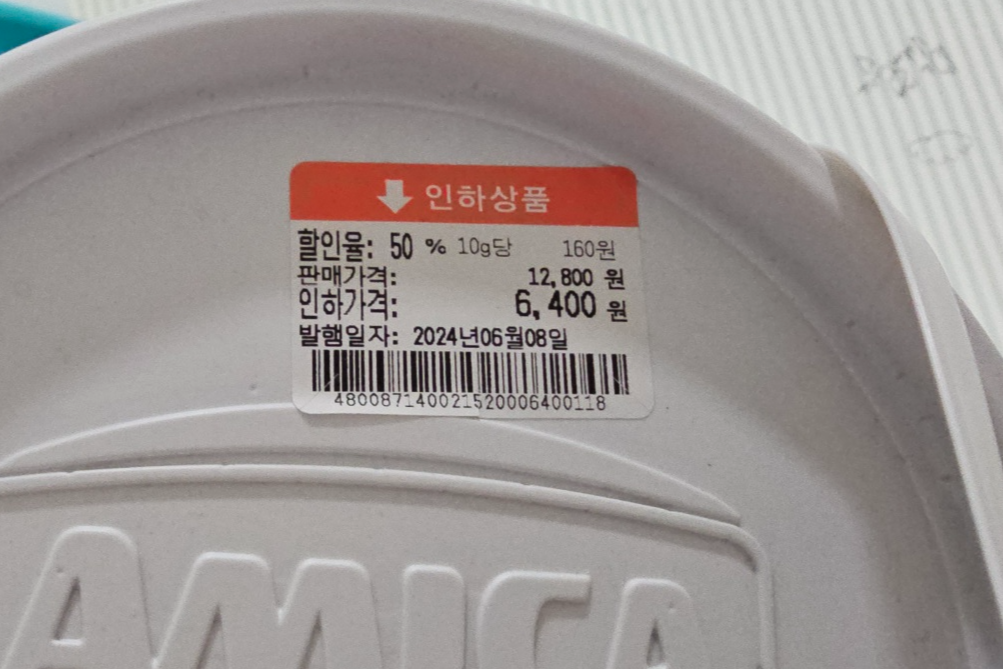 인하상품
할인율: 50 % 10g당 160원
판매가격: 12,800 원
인하가격: 6,400 원
발행일자: 2024년06월08일
480087140021520006400118
AMICA